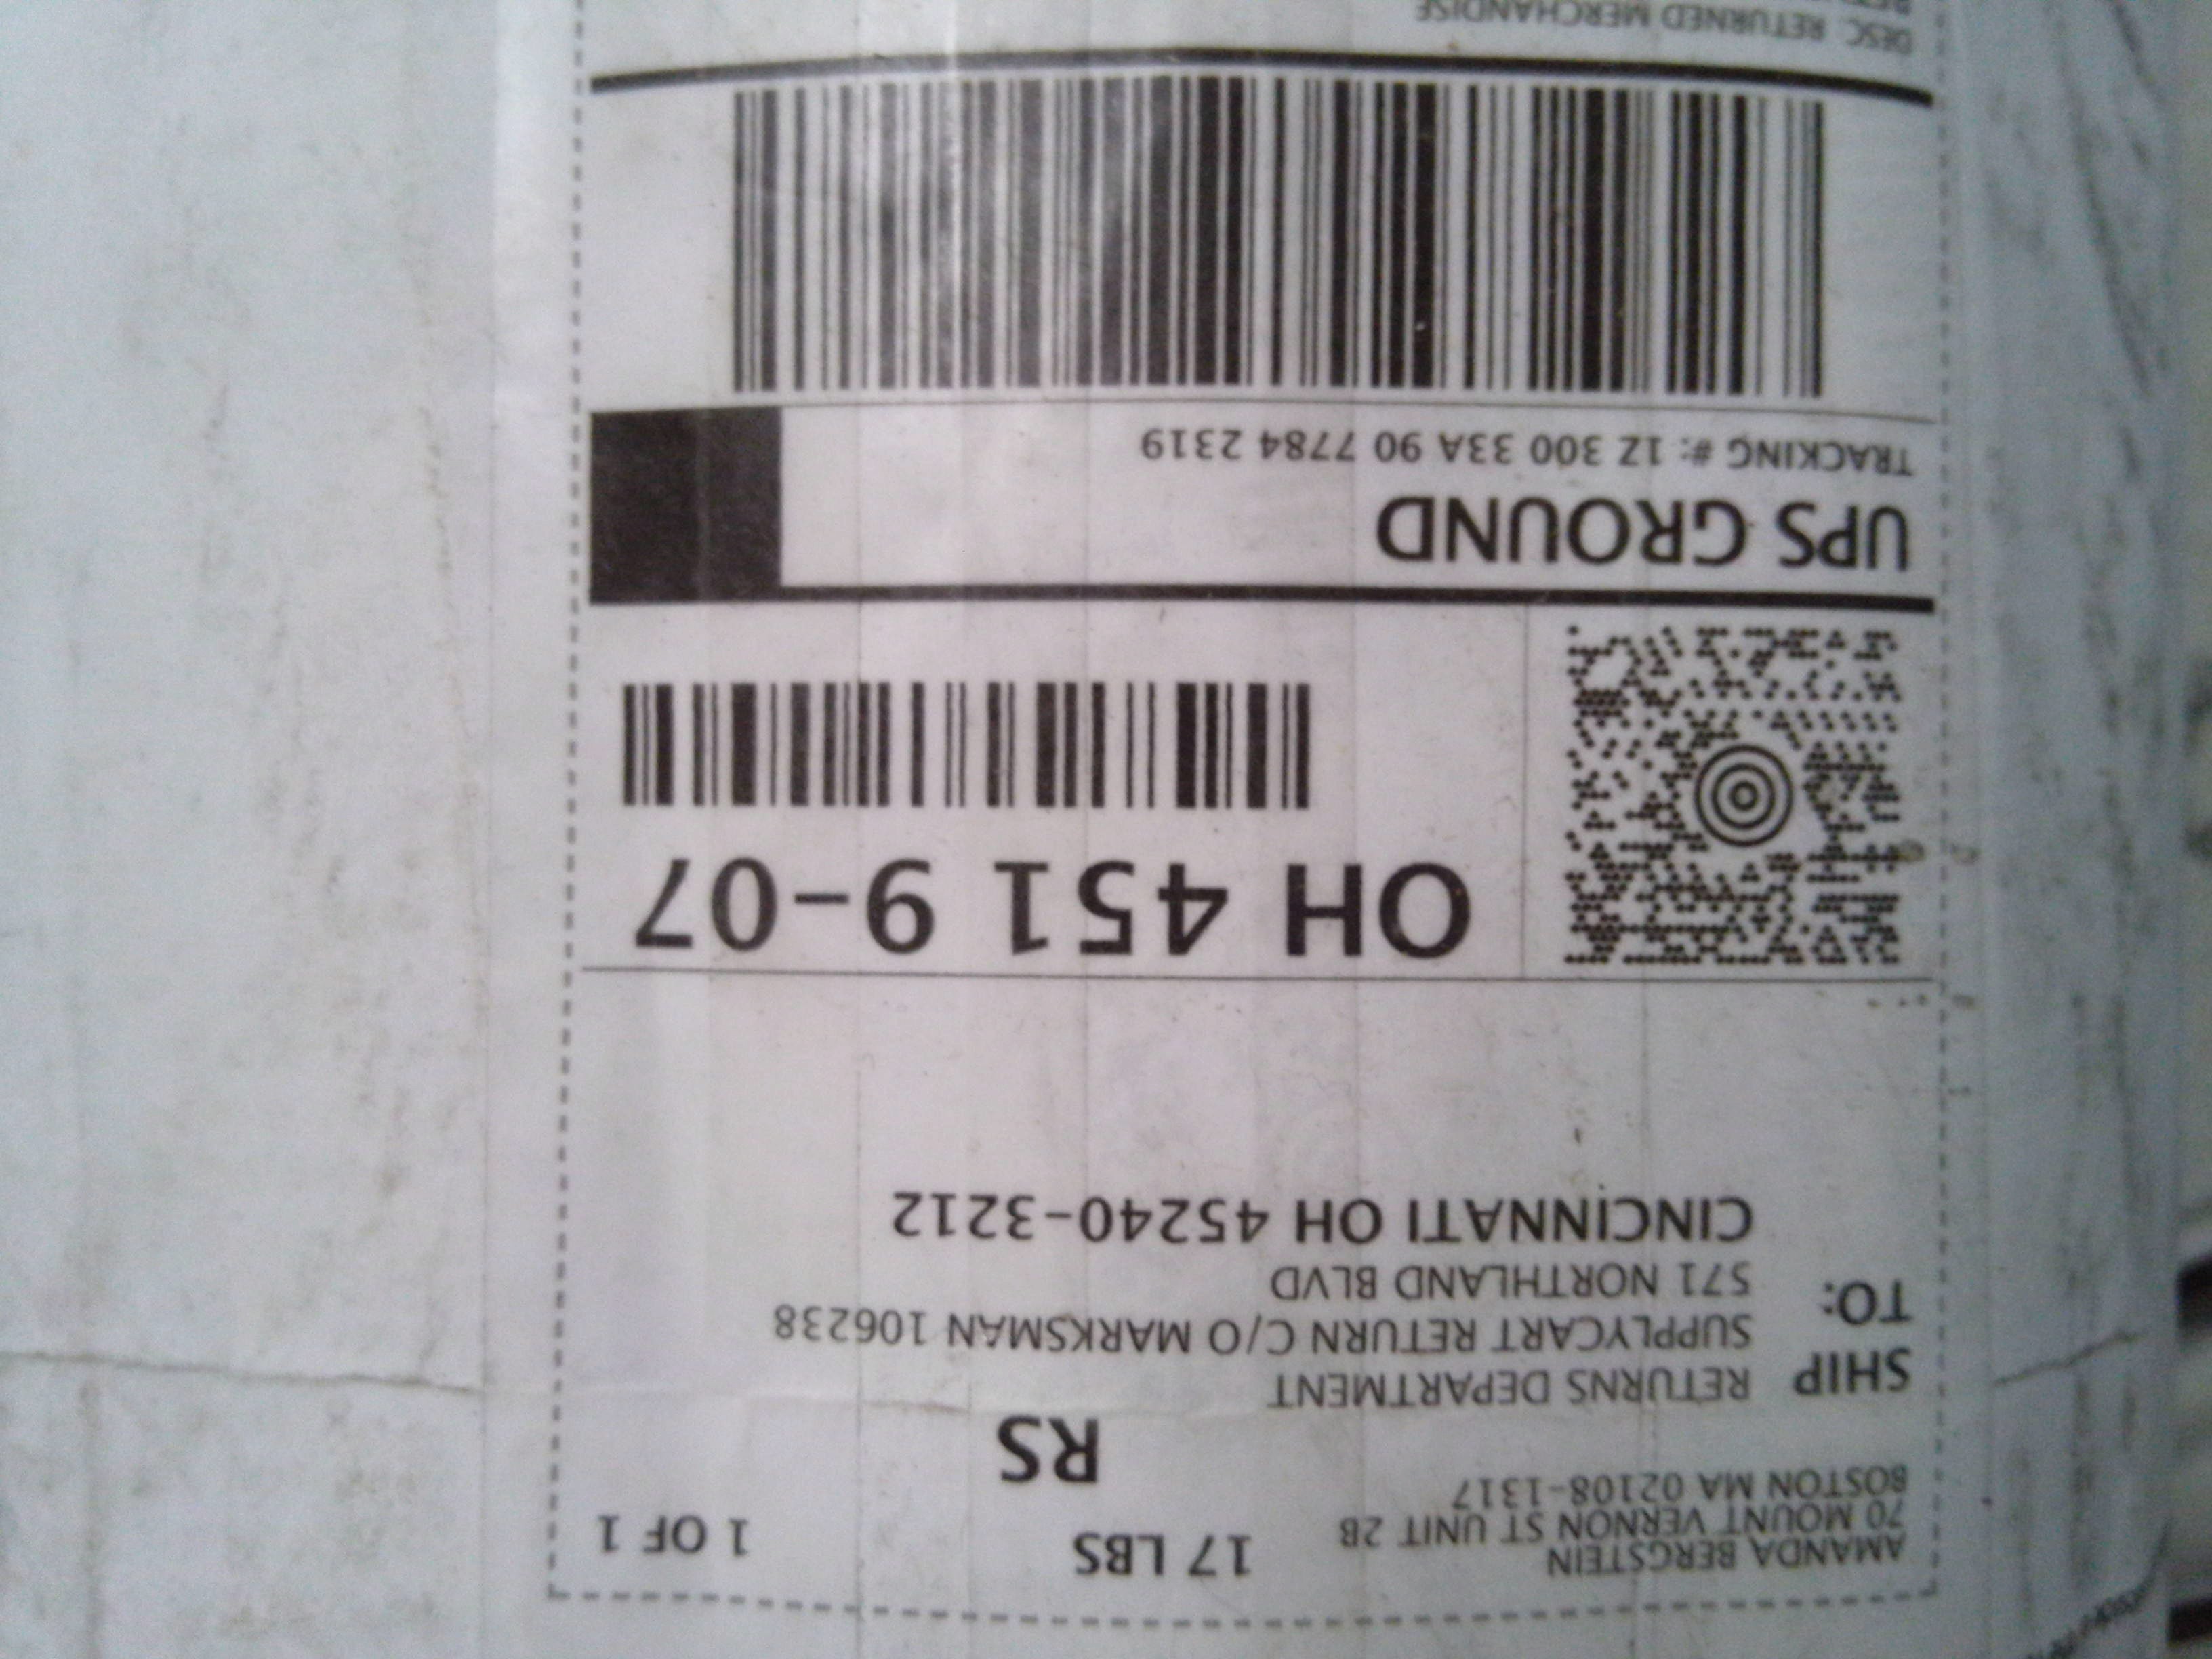 AMANDA BERGSTEIN
70 MOUNT VERNON ST UNIT 2B
BOSTON MA 02108-1317
17 LBS
1 OF 1
RS
SHIP TO:
RETURNS DEPARTMENT
SUPPLYCART RETURN C/O MARKSMAN 106238
571 NORTHLAND BLVD
CINCINNATI OH 45240-3212
OH 451 9-07
UPS GROUND
TRACKING #: 1Z 300 33A 90 7784 2319
DESC: RETURNED MERCHANDISE